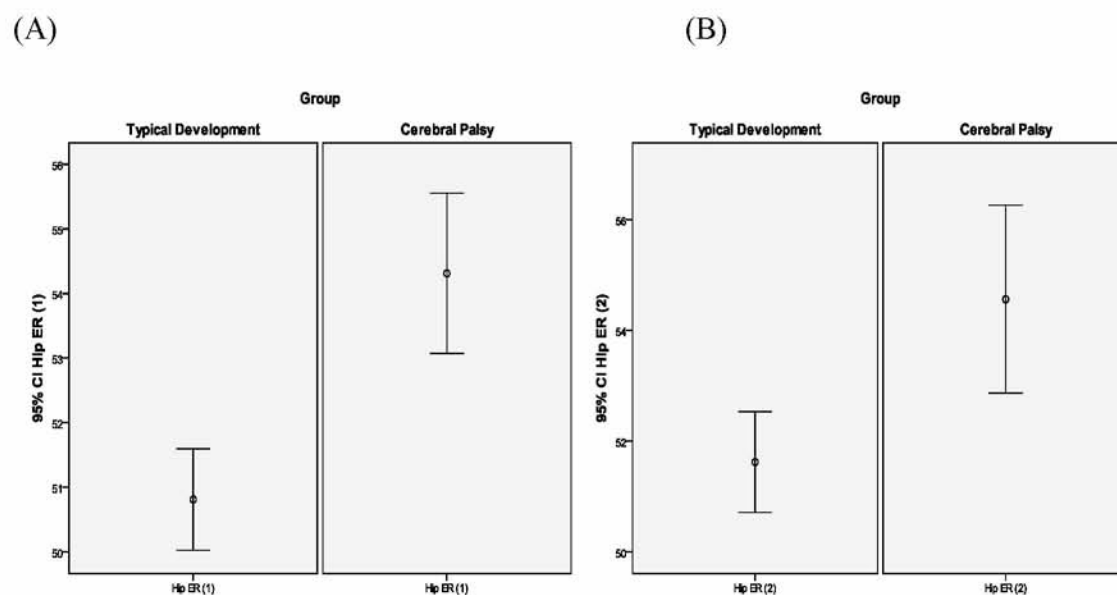 (A)
(B)
Group
Typical Development
Cerebral Palsy
95% CI Hip ER (1)
56
55
54
53
52
51
50
Hip ER (1)
Hip ER (1)
Group
Typical Development
Cerebral Palsy
95% CI Hip ER (2)
56
54
52
50
Hip ER (2)
Hip ER (2)